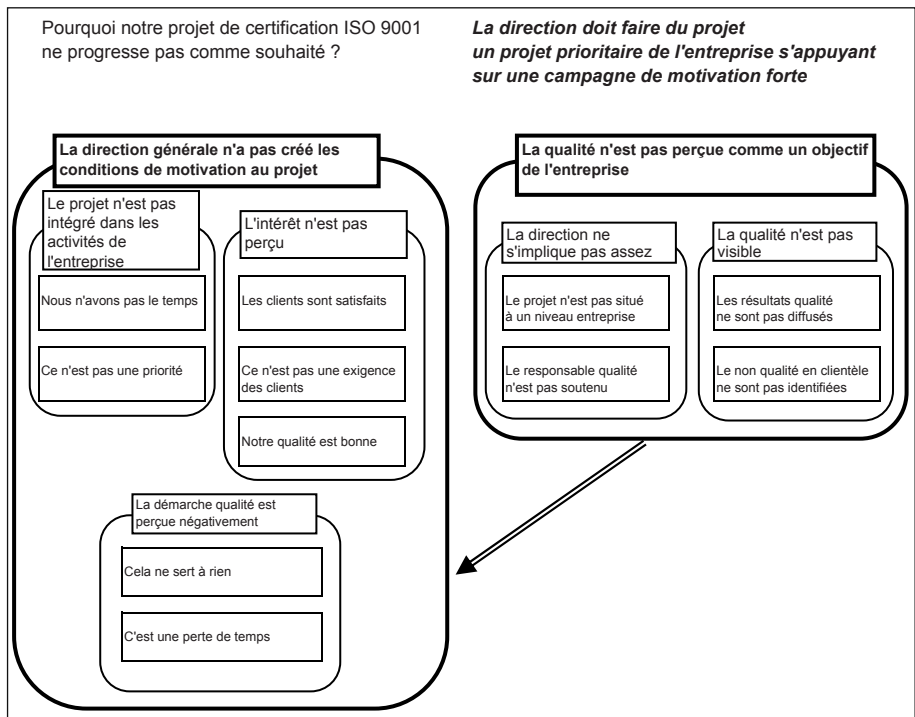 Pourquoi notre projet de certification ISO 9001
ne progresse pas comme souhaité ?
La direction doit faire du projet
un projet prioritaire de l'entreprise s'appuyant
sur une campagne de motivation forte
La direction générale n'a pas créé les
conditions de motivation au projet
Le projet n'est pas
intégré dans les
activités de
l'entreprise
Nous n'avons pas le temps
Ce n'est pas une priorité
L'intérêt n'est pas
perçu
Les clients sont satisfaits
Ce n'est pas une exigence
des clients
Notre qualité est bonne
La démarche qualité est
perçue négativement
Cela ne sert à rien
C'est une perte de temps
La qualité n'est pas perçue comme un objectif
de l'entreprise
La direction ne
s'implique pas assez
Le projet n'est pas situé
à un niveau entreprise
Le responsable qualité
n'est pas soutenu
La qualité n'est pas
visible
Les résultats qualité
ne sont pas diffusés
Le non qualité en clientèle
ne sont pas identifiées